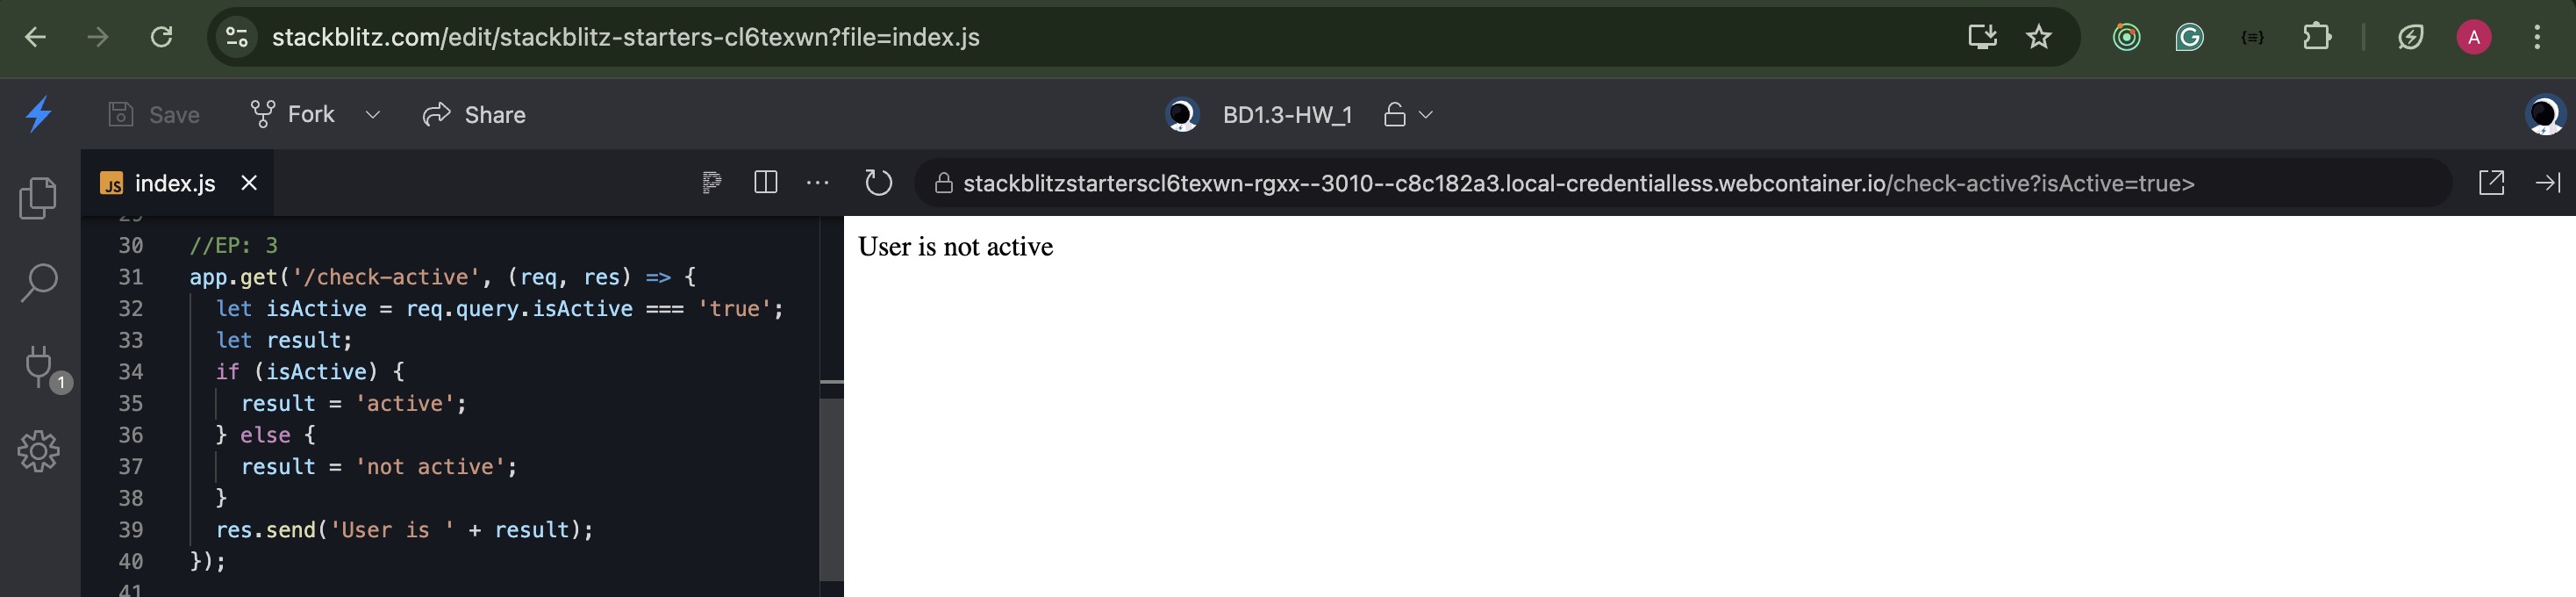 stackblitz.com/edit/stackblitz-starters-cl6texwn?file=index.js
A
Save
Fork
Share
BD1.3-HW_1
JS index.js
stackblitzstarterscl6texwn-rgxx--3010--c8c182a3.local-credentialless.webcontainer.io/check-active?isActive=true>
29
30 //EP: 3
31 app.get('/check-active', (req, res) => {
32 let isActive = req.query.isActive === 'true';
33 let result;
34 if (isActive) {
35 result = 'active';
36 } else {
37 result = 'not active';
38 }
39 res.send('User is ' + result);
40 });
41
1
User is not active